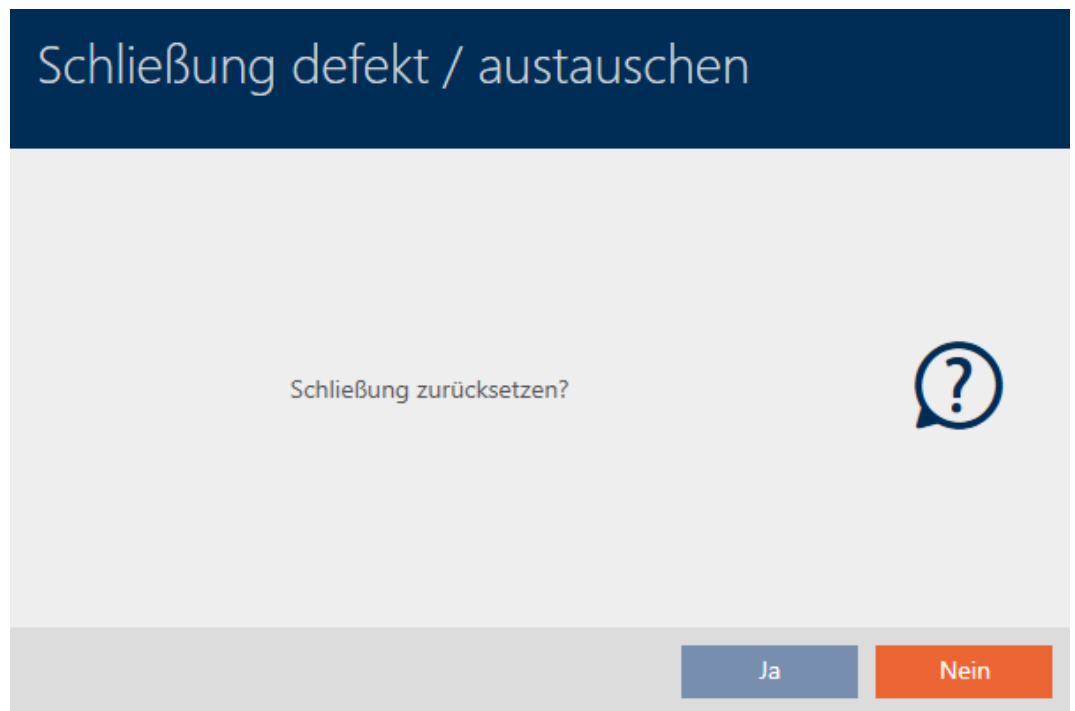 Schließung defekt / austauschen
Schließung zurücksetzen?
?
Ja
Nein